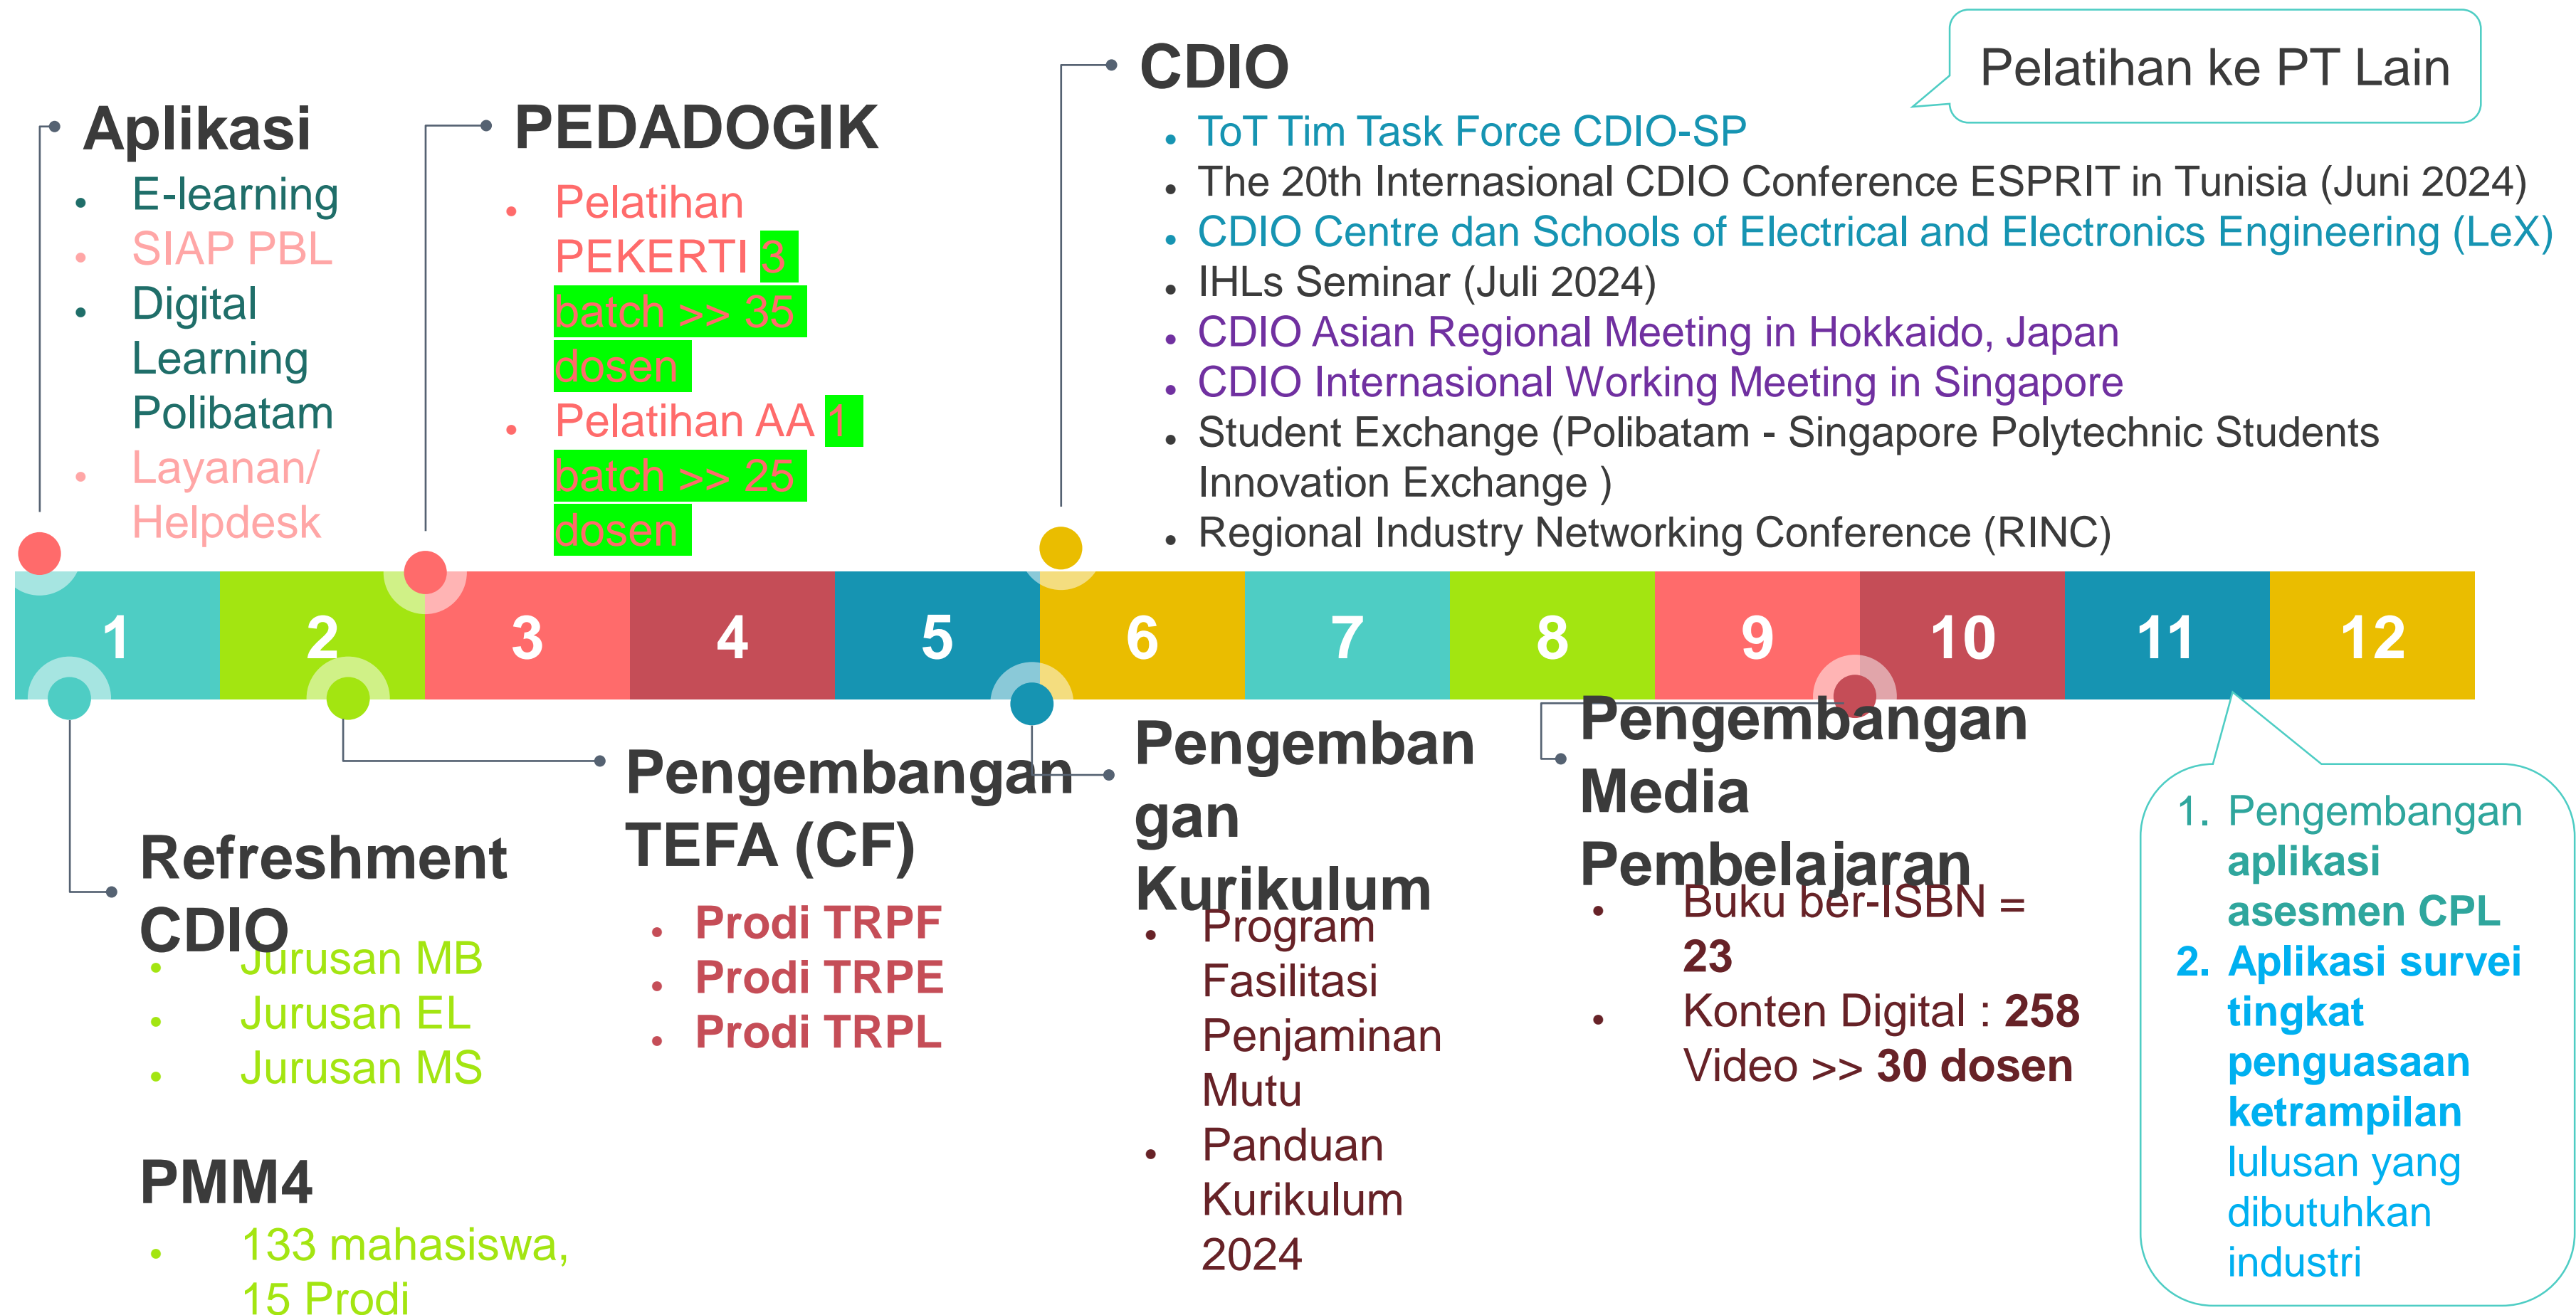 Aplikasi
E-learning
SIAP PBL
Digital
Learning
Polibatam
Layanan/
Helpdesk
PEDADOGIK
Pelatihan
PEKERTI 3
batch >> 35
dosen
Pelatihan AA 1
batch >> 25
dosen
CDIO
ToT Tim Task Force CDIO-SP
The 20th Internasional CDIO Conference ESPRIT in Tunisia (Juni 2024)
CDIO Centre dan Schools of Electrical and Electronics Engineering (LeX)
IHLs Seminar (Juli 2024)
CDIO Asian Regional Meeting in Hokkaido, Japan
CDIO Internasional Working Meeting in Singapore
Student Exchange (Polibatam - Singapore Polytechnic Students
Innovation Exchange )
Regional Industry Networking Conference (RINC)
Pelatihan ke PT Lain
1 2 3 4 5 6 7 8 9 10 11 12
Refreshment
CDIO
Jurusan MB
Jurusan EL
Jurusan MS
PMM4
133 mahasiswa,
15 Prodi
Pengembangan
TEFA (CF)
Prodi TRPF
Prodi TRPE
Prodi TRPL
Pengemban
gan
Kurikulum
Program
Fasilitasi
Penjaminan
Mutu
Panduan
Kurikulum
2024
Pengembangan
Media
Pembelajaran
Buku ber-ISBN =
23
Konten Digital : 258
Video >> 30 dosen
1. Pengembangan
aplikasi
asesmen CPL
2. Aplikasi survei
tingkat
penguasaan
ketrampilan
lulusan yang
dibutuhkan
industri